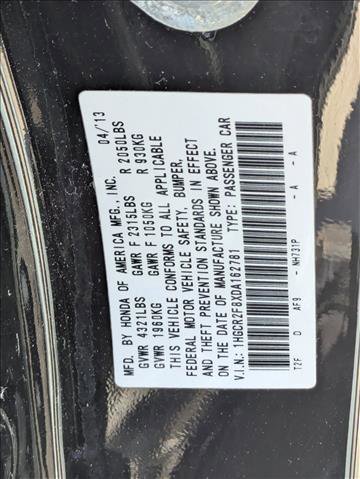 MFD. BY HONDA OF AMERICA MFG., INC. 04/13
GVWR 4321LBS GAWR F 2315LBS R 2050LBS
GVWR 1960KG GAWR F 1050KG R 930KG
THIS VEHICLE CONFORMS TO ALL APPLICABLE
FEDERAL MOTOR VEHICLE SAFETY, BUMPER,
AND THEFT PREVENTION STANDARDS IN EFFECT
ON THE DATE OF MANUFACTURE SHOWN ABOVE.
V.I.N.: 1HGCR2F8XDA162781 TYPE: PASSENGER CAR
T2F D AF9 - NH731P - A - A